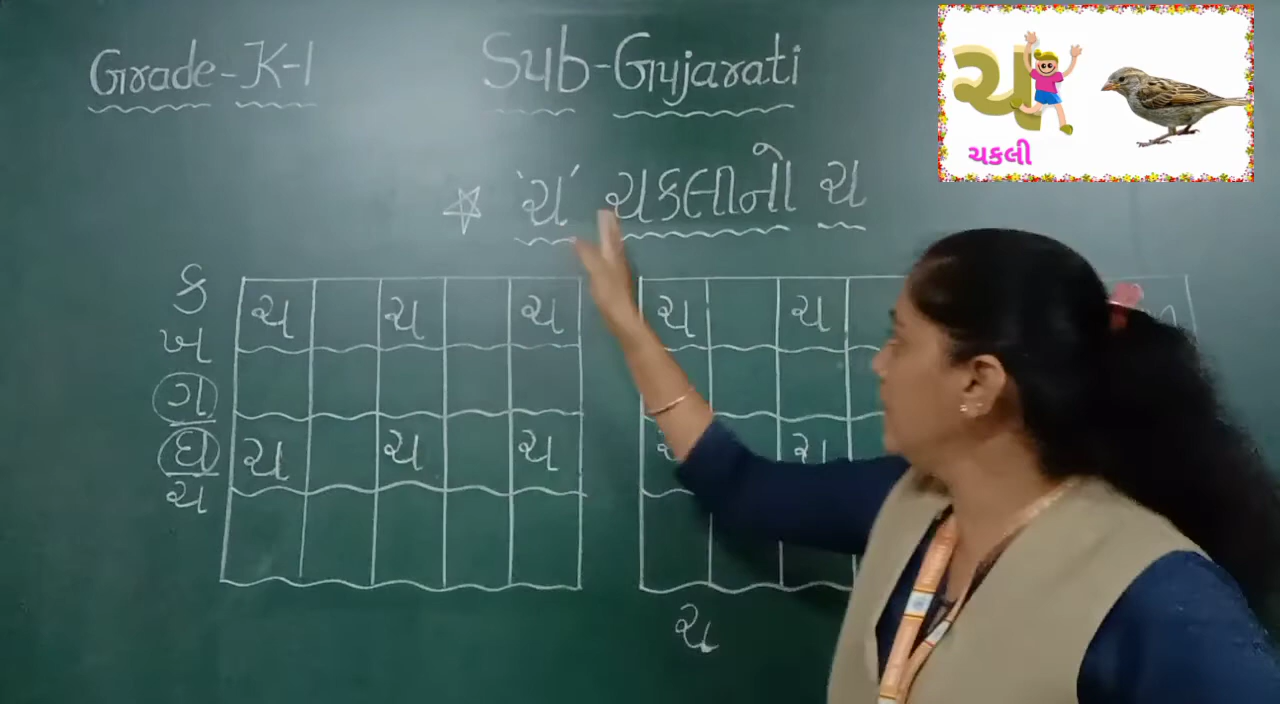 Grade-K-1
Sub-Gujarati
ચ
ચકલી
'ચ' ચકલીનો ચ
ક
ખ
ગ
ઘ
ચ
ચ ચ ચ
ચ ચ ચ
ચ ચ
ચ ચ
ચ